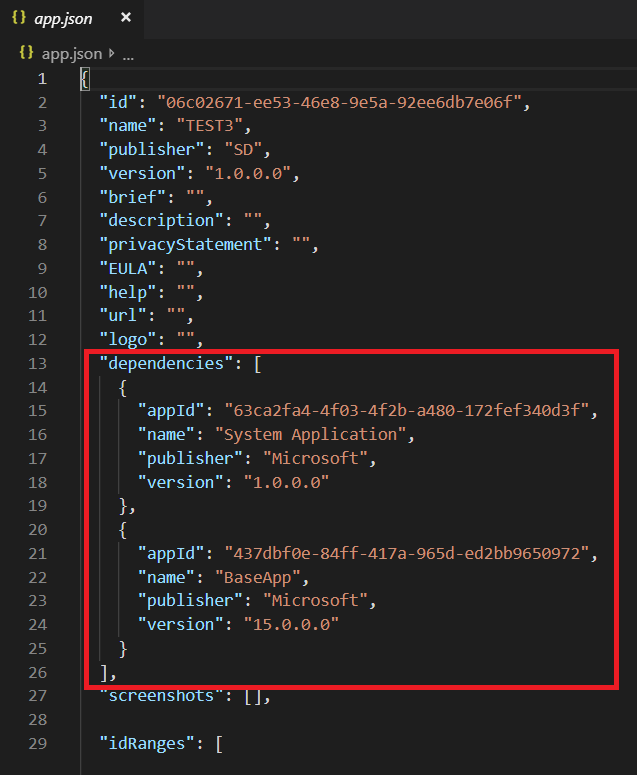 {} app.json ×
{} app.json ▸ ...
1 {
2 "id": "06c02671-ee53-46e8-9e5a-92ee6db7e06f",
3 "name": "TEST3",
4 "publisher": "SD",
5 "version": "1.0.0.0",
6 "brief": "",
7 "description": "",
8 "privacyStatement": "",
9 "EULA": "",
10 "help": "",
11 "url": "",
12 "logo": "",
13 "dependencies": [
14 {
15 "appId": "63ca2fa4-4f03-4f2b-a480-172fef340d3f",
16 "name": "System Application",
17 "publisher": "Microsoft",
18 "version": "1.0.0.0"
19 },
20 {
21 "appId": "437dbf0e-84ff-417a-965d-ed2bb9650972",
22 "name": "BaseApp",
23 "publisher": "Microsoft",
24 "version": "15.0.0.0"
25 }
26 ],
27 "screenshots": [],
28
29 "idRanges": [